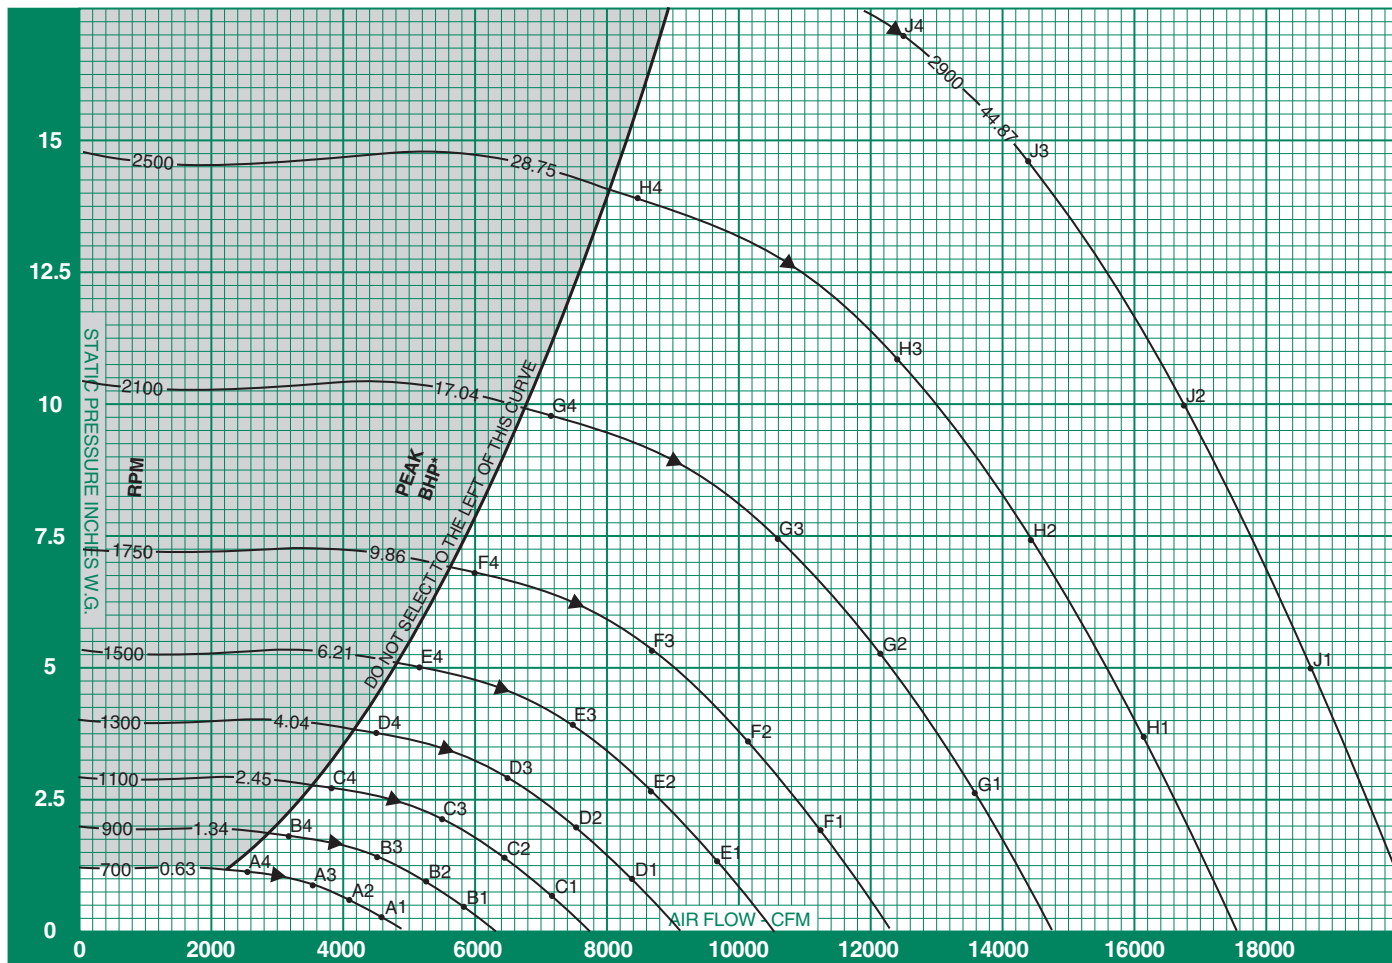 J4
2900
44.87
J3
15
2500
28.75
H4
12.5
STATIC PRESSURE INCHES W.G.
H3
2100
17.04
G4
10
J2
RPM
PEAK
BHP*
DO NOT SELECT TO THE LEFT OF THIS CURVE
7.5
1750
9.86
F4
G3
H2
5
1500
6.21
E4
F3
G2
J1
1300
4.04
D4
E3
F2
H1
1100
2.45
C4
D3
E2
G1
2.5
900
1.34
B4
C3
D2
F1
700
0.63
A4
B3
C2
E1
A3
B2
D1
A2
C1
A1
B1
0
AIR FLOW - CFM
0 2000 4000 6000 8000 10000 12000 14000 16000 18000